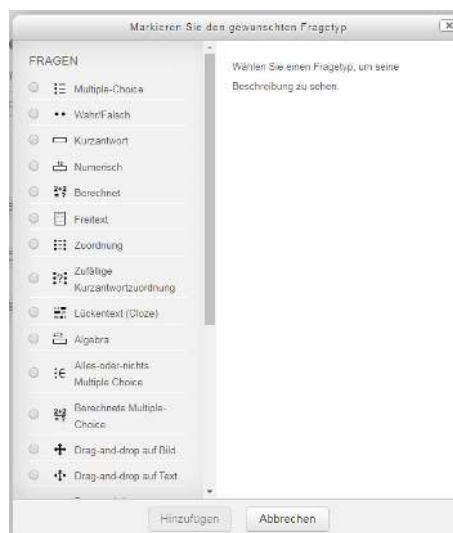 Markieren Sie den gewünschten Fragetyp
FRAGEN
Multiple-Choice
Wahr/Falsch
Kurzantwort
Numerisch
Berechnet
Freitext
Zuordnung
Zufällige
Kurzantwortzuordnung
Lückentext (Cloze)
Algebra
Alles-oder-nichts
Multiple Choice
Berechnete Multiple-
Choice
Drag-and-drop auf Bild
Drag-and-drop auf Text
Wählen Sie einen Fragetyp, um seine
Beschreibung zu sehen.
Hinzufügen
Abbrechen